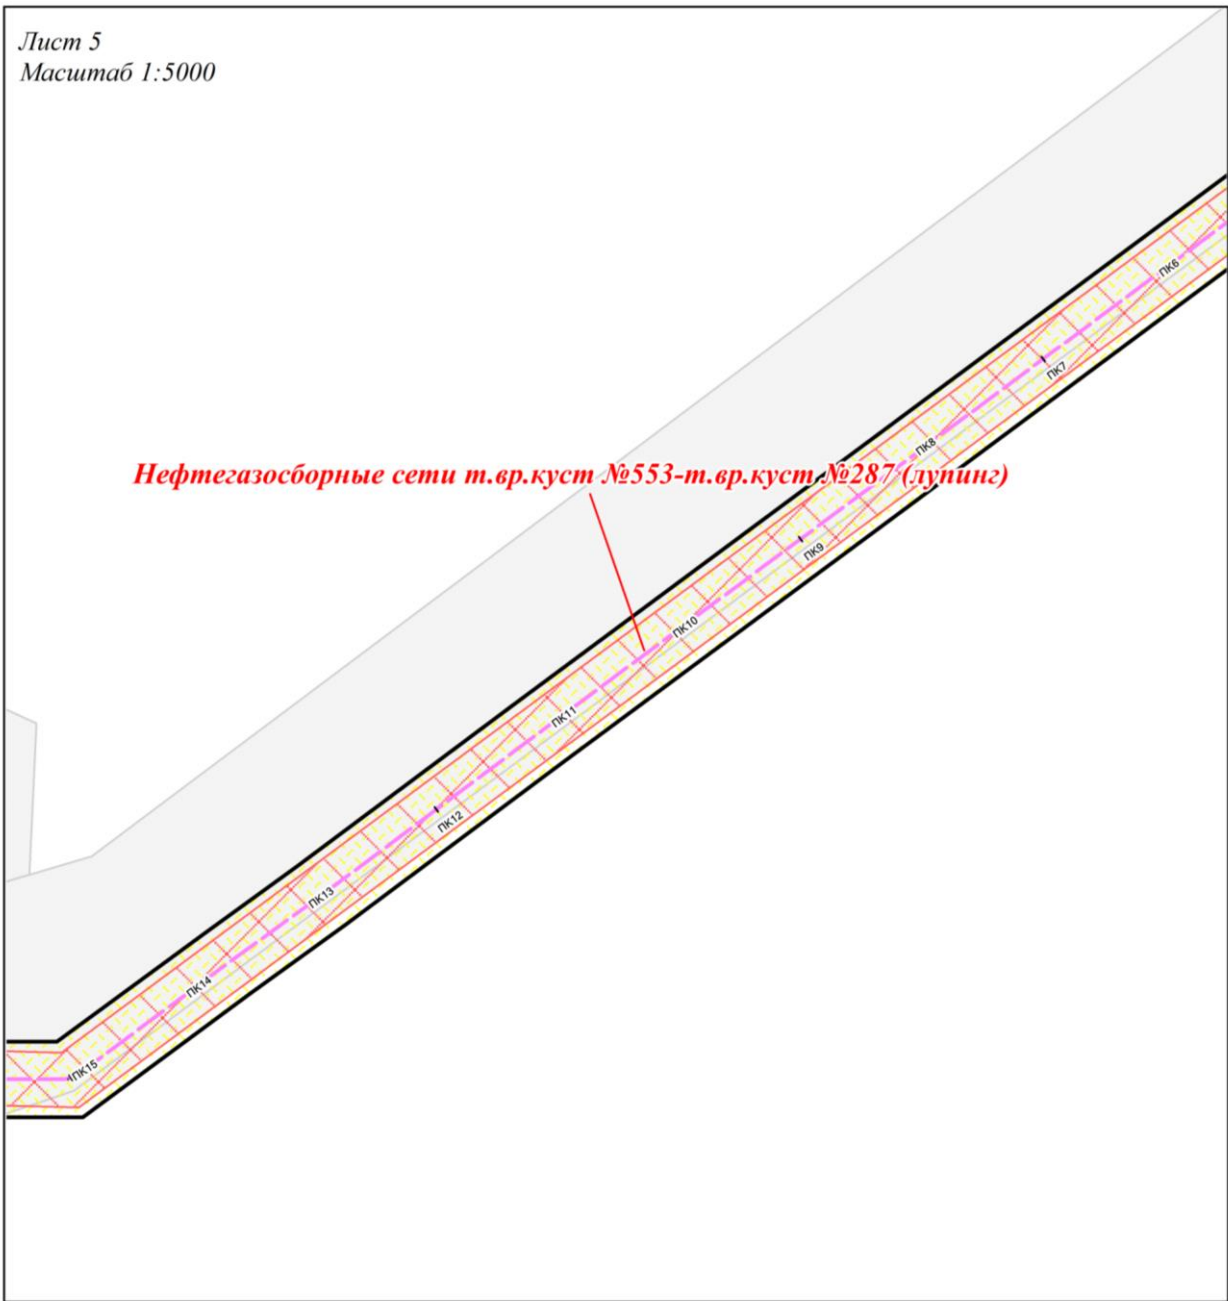 Лист 5
Масштаб 1:5000
ПК6
ПК7
ПК8
Нефтегазосборные сети т.вр.куст №553-т.вр.куст №287 (лупинг)
ПК9
ПК10
ПК11
ПК12
ПК13
ПК14
ПК15